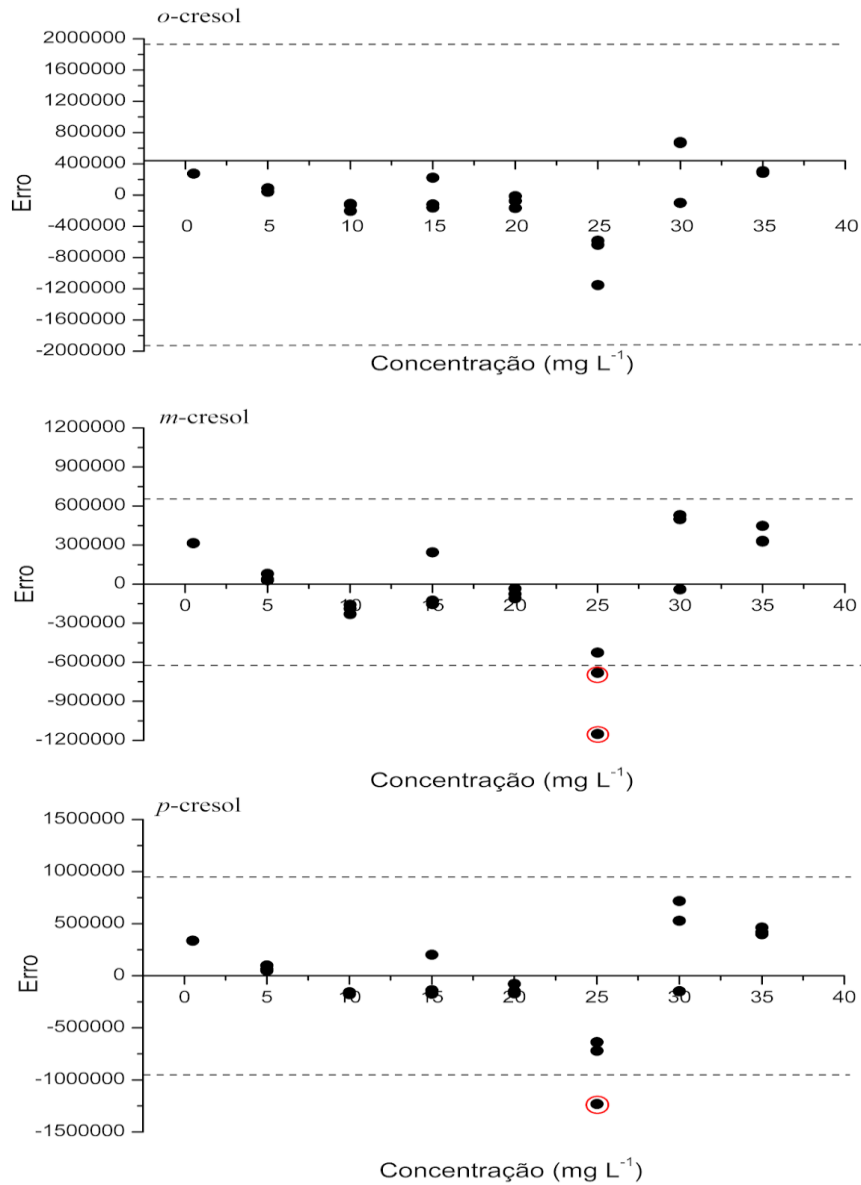 o-cresol
2000000
1600000
1200000
800000
400000
0
-400000
-800000
-1200000
-1600000
-2000000
Erro
0 5 10 15 20 25 30 35 40
Concentração (mg L⁻¹)
m-cresol
1200000
900000
600000
300000
0
-300000
-600000
-900000
-1200000
Erro
0 5 10 15 20 25 30 35 40
Concentração (mg L⁻¹)
p-cresol
1500000
1000000
500000
0
-500000
-1000000
-1500000
Erro
0 5 10 15 20 25 30 35 40
Concentração (mg L⁻¹)